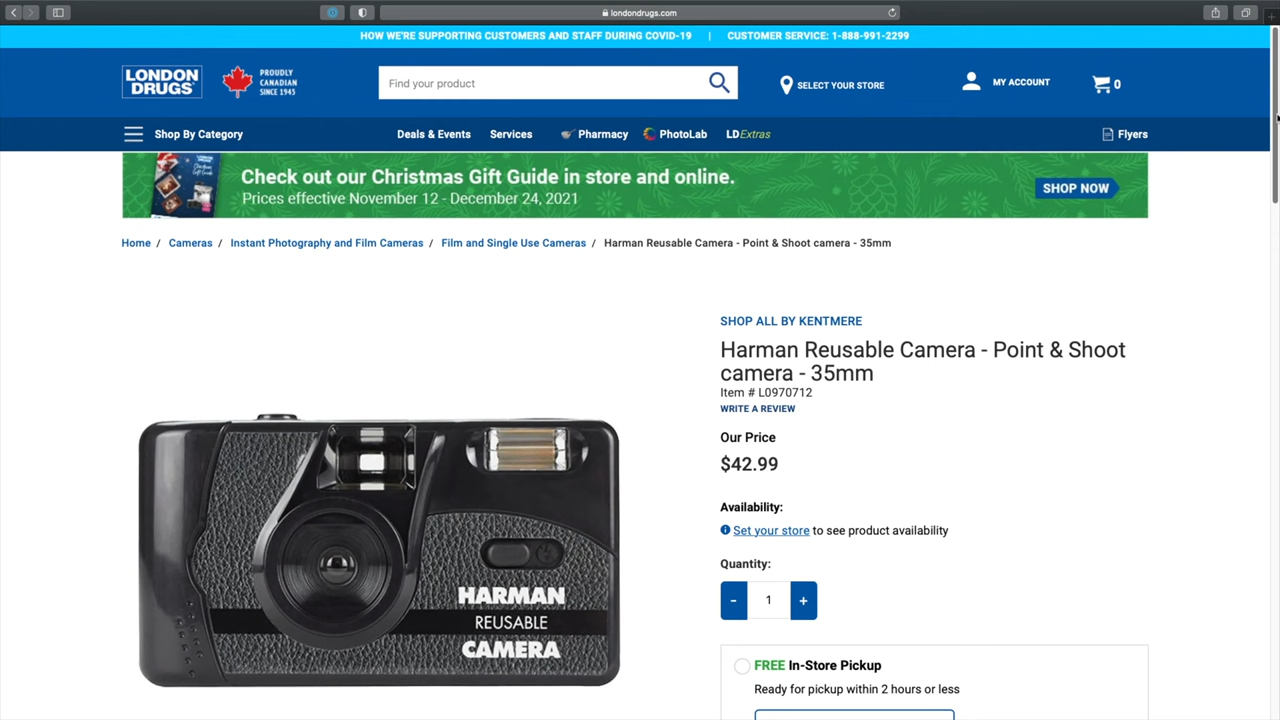 londondrugs.com
HOW WE'RE SUPPORTING CUSTOMERS AND STAFF DURING COVID-19 | CUSTOMER SERVICE: 1-888-991-2299
LONDON
DRUGS
PROUDLY
CANADIAN
SINCE 1945
Find your product
SELECT YOUR STORE
MY ACCOUNT
0
Shop By Category
Deals & Events
Services
Pharmacy
PhotoLab
LDExtras
Flyers
Check out our Christmas Gift Guide in store and online.
Prices effective November 12 - December 24, 2021
SHOP NOW
Home / Cameras / Instant Photography and Film Cameras / Film and Single Use Cameras / Harman Reusable Camera - Point & Shoot camera - 35mm
HARMAN
REUSABLE
CAMERA
SHOP ALL BY KENTMERE
Harman Reusable Camera - Point & Shoot
camera - 35mm
Item # L0970712
WRITE A REVIEW
Our Price
$42.99
Availability:
Set your store to see product availability
Quantity:
- 1 +
FREE In-Store Pickup
Ready for pickup within 2 hours or less